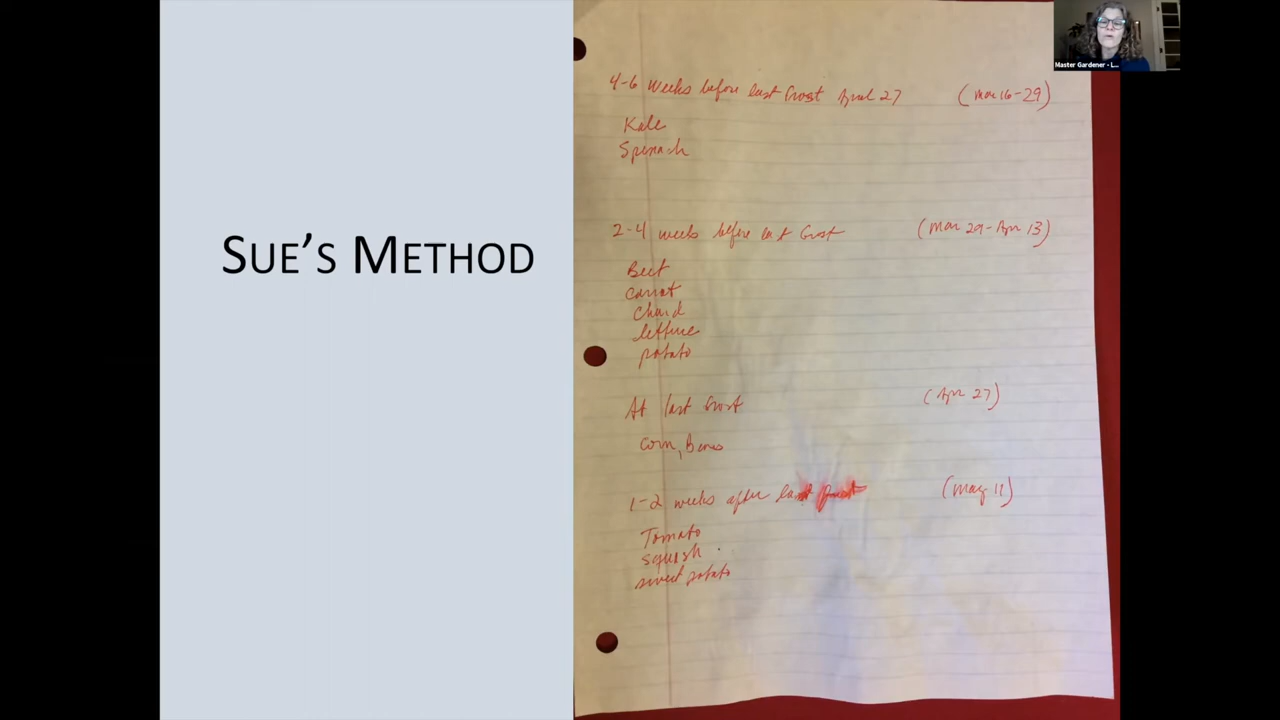 Master Gardener - L...
SUE'S METHOD
4-6 weeks before last frost April 27 (Mar 16-29)
Kale
Spinach
2-4 weeks before last frost (Mar 29-Apr 13)
Beet
carrot
chard
lettuce
potato
At last frost (Apr 27)
Corn, Beans
1-2 weeks after last frost (May 11)
Tomato
squash
sweet potato